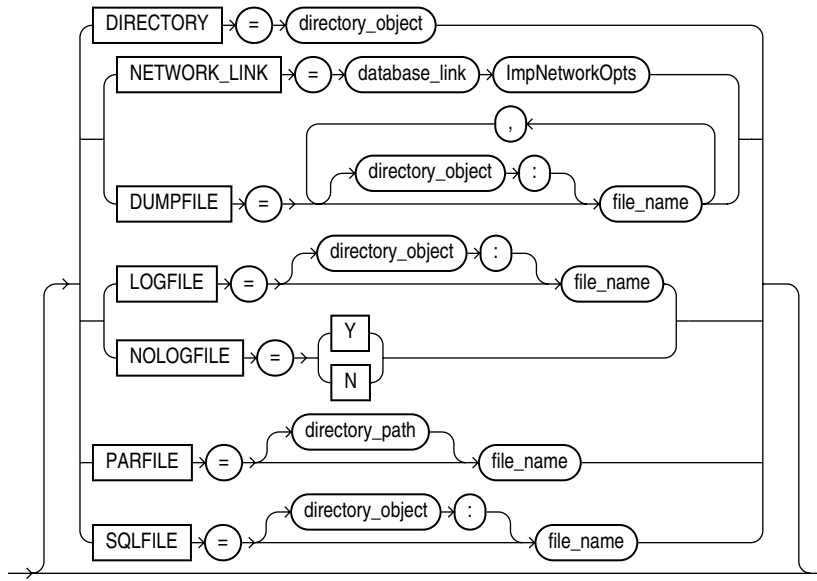 DIRECTORY = directory_object
NETWORK_LINK = database_link ImpNetworkOpts
,
directory_object :
DUMPFILE = file_name
directory_object :
LOGFILE = file_name
Y
NOLOGFILE =
N
directory_path
PARFILE = file_name
directory_object :
SQLFILE = file_name